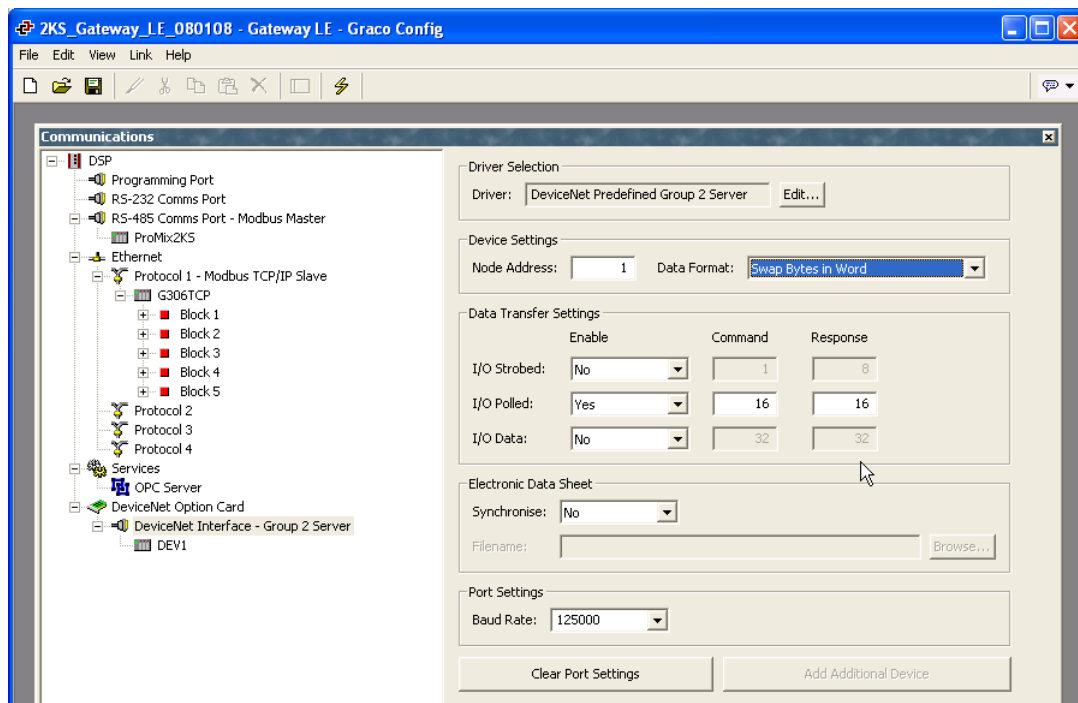 2KS_Gateway_LE_080108 - Gateway LE - Graco Config
File Edit View Link Help
Communications
DSP
Programming Port
RS-232 Comms Port
RS-485 Comms Port - Modbus Master
ProMix2KS
Ethernet
Protocol 1 - Modbus TCP/IP Slave
G306TCP
Block 1
Block 2
Block 3
Block 4
Block 5
Protocol 2
Protocol 3
Protocol 4
Services
OPC Server
DeviceNet Option Card
DeviceNet Interface - Group 2 Server
DEV1
Driver Selection
Driver: DeviceNet Predefined Group 2 Server Edit...
Device Settings
Node Address: 1 Data Format: Swap Bytes in Word
Data Transfer Settings
Enable Command Response
I/O Strobed: No 1 8
I/O Polled: Yes 16 16
I/O Data: No 32 32
Electronic Data Sheet
Synchronise: No
Filename: Browse...
Port Settings
Baud Rate: 125000
Clear Port Settings Add Additional Device